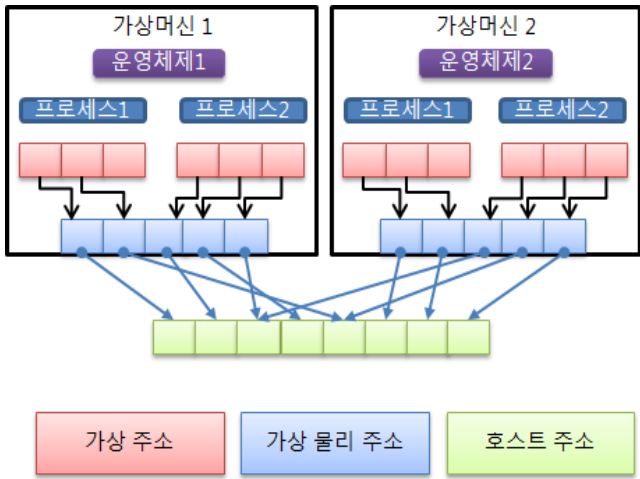 가상머신 1
운영체제1
프로세스1
프로세스2
가상머신 2
운영체제2
프로세스1
프로세스2
가상 주소
가상 물리 주소
호스트 주소